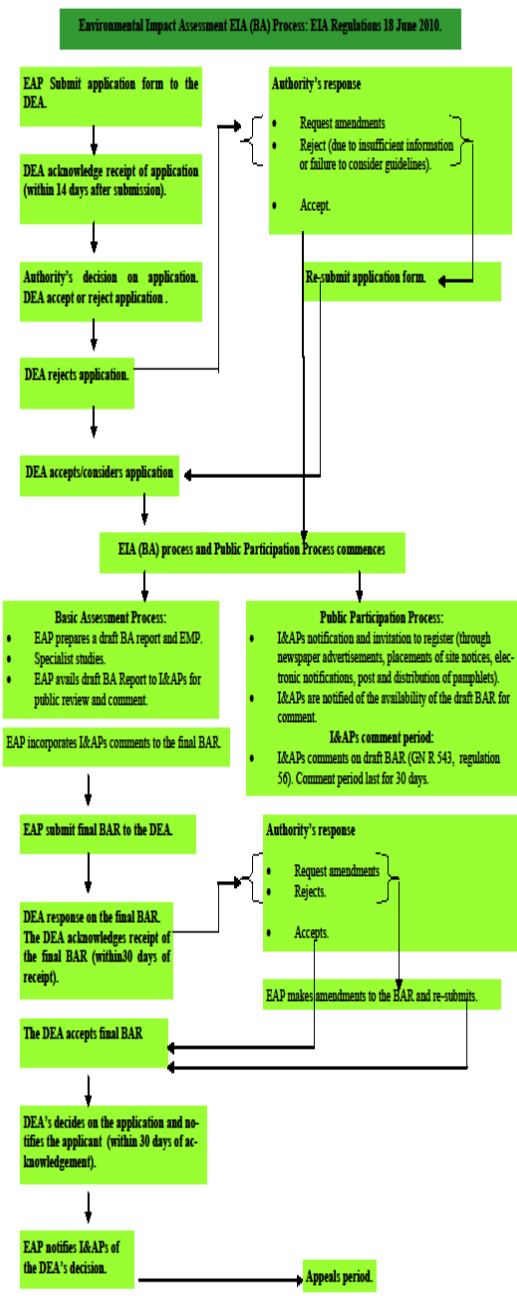 Environmental Impact Assessment EIA (BA) Process: EIA Regulations 18 June 2010.
EAP Submit application form to the
DEA.
DEA acknowledge receipt of application
(within 14 days after submission).
Authority's decision on application.
DEA accept or reject application .
DEA rejects application.
Authority's response
• Request amendments
• Reject (due to insufficient information
or failure to consider guidelines).
• Accept.
Re-submit application form.
DEA accepts/considers application
EIA (BA) process and Public Participation Process commences
Basic Assessment Process:
• EAP prepares a draft BA report and EMP.
• Specialist studies.
• EAP avails draft BA Report to I&APs for
public review and comment.
EAP incorporates I&APs comments to the final BAR.
Public Participation Process:
• I&APs notification and invitation to register (through
newspaper advertisements, placements of site notices, elec-
tronic notifications, post and distribution of pamphlets).
• I&APs are notified of the availability of the draft BAR for
comment.
I&APs comment period:
• I&APs comments on draft BAR (GN R 543, regulation
56). Comment period last for 30 days.
EAP submit final BAR to the DEA.
DEA response on the final BAR.
The DEA acknowledges receipt of
the final BAR (within30 days of
receipt).
Authority's response
• Request amendments
• Rejects.
• Accepts.
EAP makes amendments to the BAR and re-submits.
The DEA accepts final BAR
DEA's decides on the application and no-
tifies the applicant (within 30 days of ac-
knowledgement).
EAP notifies I&APs of
the DEA's decision.
Appeals period.